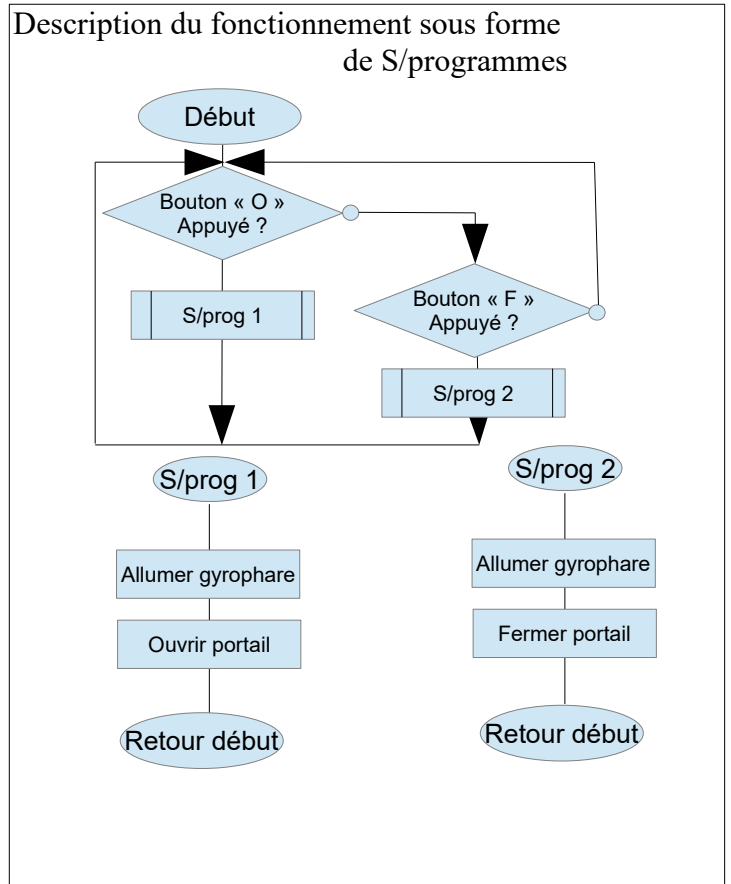 Description du fonctionnement sous forme
de S/programmes
Début
Bouton « O »
Appuyé ?
S/prog 1
Bouton « F »
Appuyé ?
S/prog 2
S/prog 1
Allumer gyrophare
Ouvrir portail
Retour début
S/prog 2
Allumer gyrophare
Fermer portail
Retour début